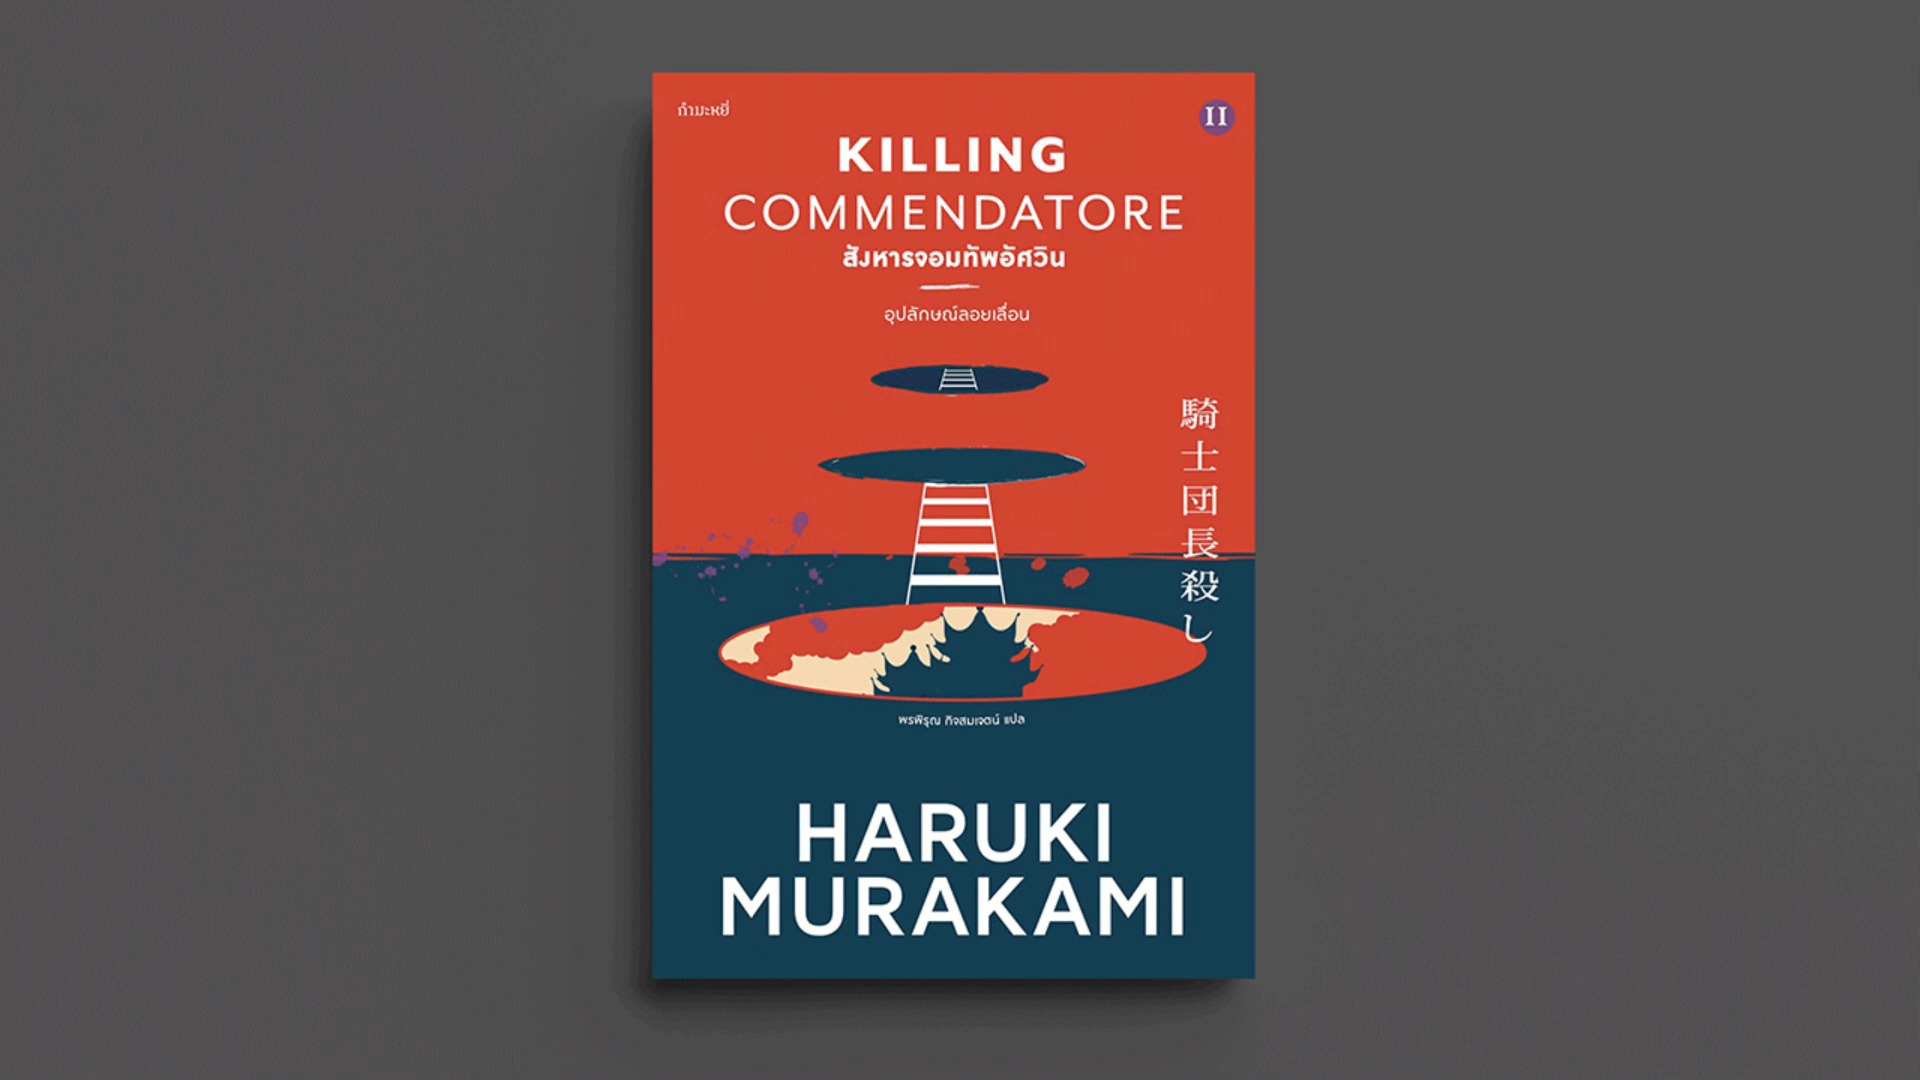 กำมะหยี่
II
KILLING
COMMENDATORE
สังหารจอมทัพอัศวิน
อุปลักษณ์ลอยเลื่อน
騎士団長殺し
พรพิรุณ กิจสมเจตน์ แปล
HARUKI
MURAKAMI